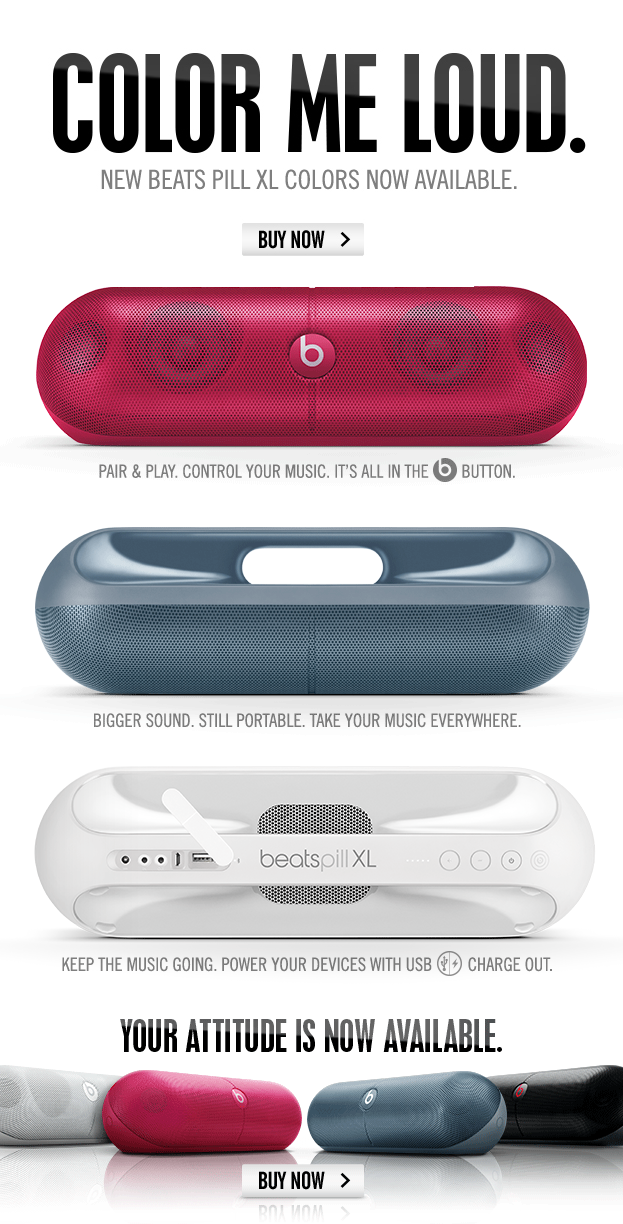 COLOR ME LOUD.
NEW BEATS PILL XL COLORS NOW AVAILABLE.
BUY NOW >
b
PAIR & PLAY. CONTROL YOUR MUSIC. IT'S ALL IN THE b BUTTON.
BIGGER SOUND. STILL PORTABLE. TAKE YOUR MUSIC EVERYWHERE.
beatspill XL
KEEP THE MUSIC GOING. POWER YOUR DEVICES WITH USB CHARGE OUT.
YOUR ATTITUDE IS NOW AVAILABLE.
b b b b
BUY NOW >